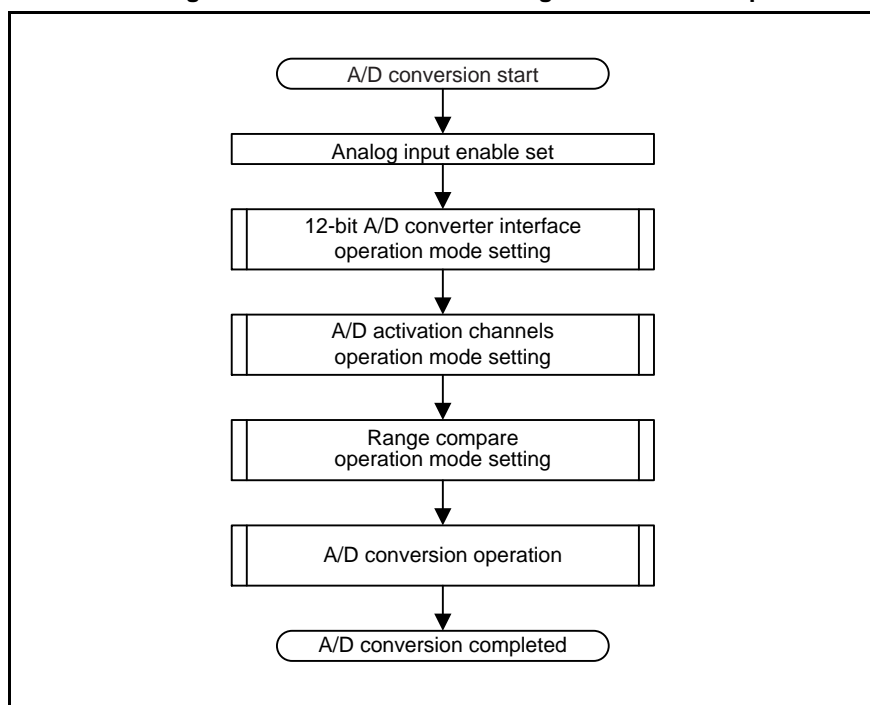 A/D conversion start
Analog input enable set
12-bit A/D converter interface
operation mode setting
A/D activation channels
operation mode setting
Range compare
operation mode setting
A/D conversion operation
A/D conversion completed